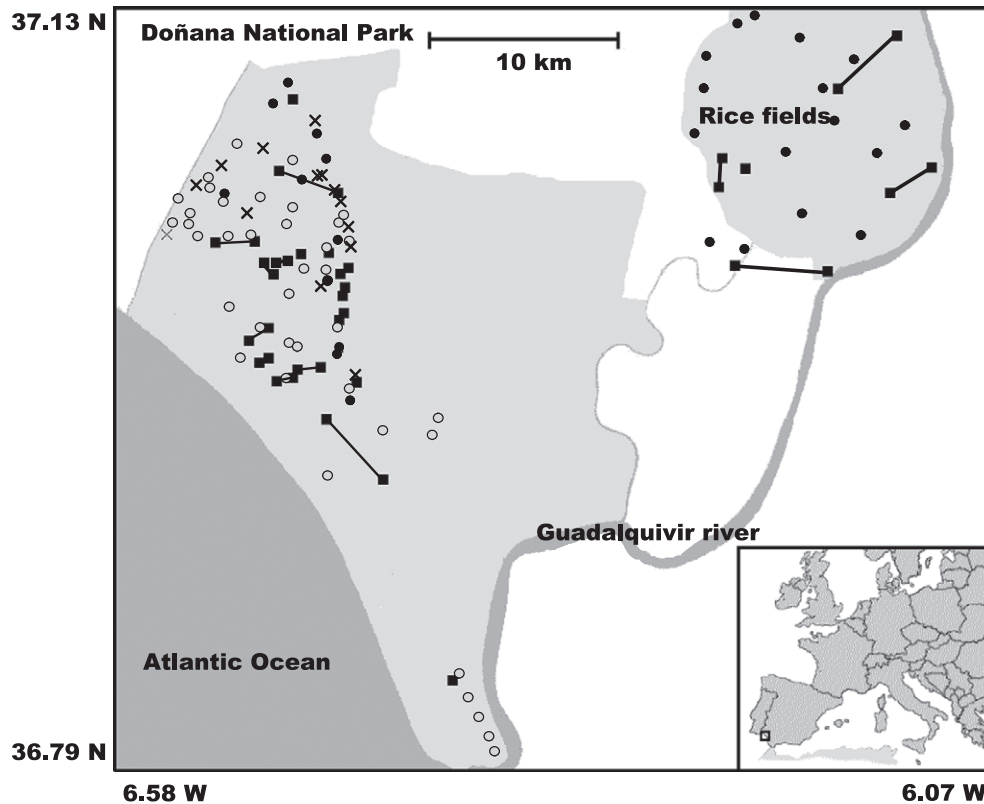 37.13 N
Doñana National Park
10 km
Rice fields
Guadalquivir river
Atlantic Ocean
36.79 N
6.58 W
6.07 W